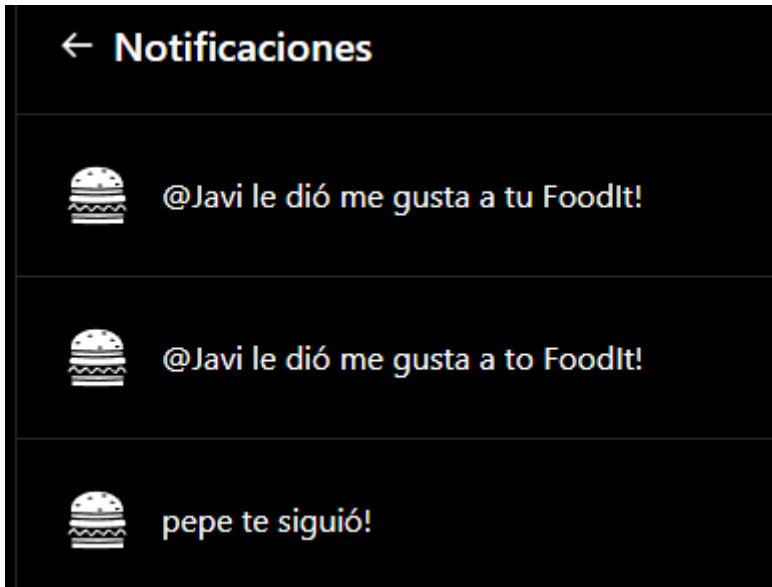 Notificaciones
@Javi le dió me gusta a tu FoodIt!
@Javi le dió me gusta a to FoodIt!
pepe te siguió!